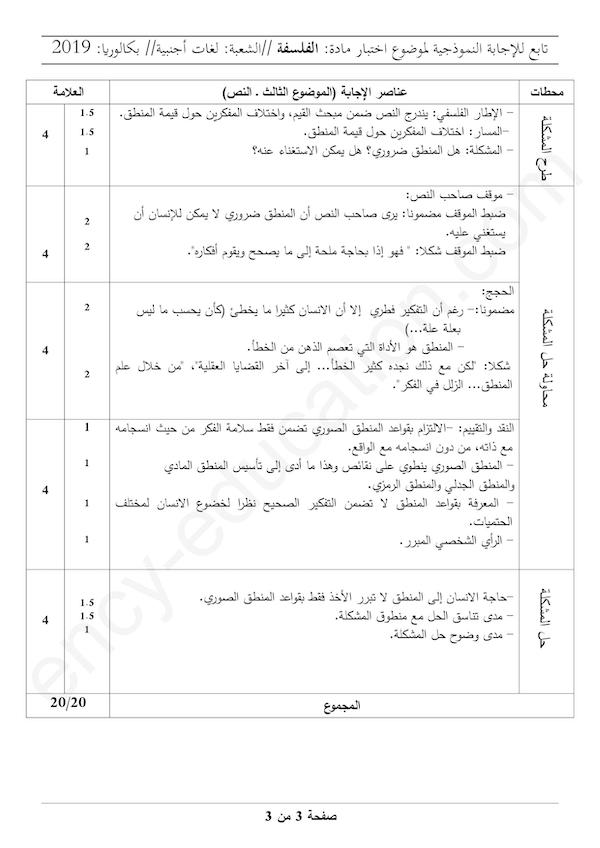 تابع للإجابة النموذجية لموضوع اختبار مادة: الفلسفة //الشعبة: لغات أجنبية// بكالوريا: 2019
محطات عناصر الإجابة (الموضوع الثالث . النص) العلامة
طرح المشكلة
– الإطار الفلسفي: يندرج النص ضمن مبحث القيم، واختلاف المفكرين حول قيمة المنطق. 1.5
–المسار: اختلاف المفكرين حول قيمة المنطق. 1.5 4
– المشكلة: هل المنطق ضروري؟ هل يمكن الاستغناء عنه؟ 1
محاولة حل المشكلة
– موقف صاحب النص:
ضبط الموقف مضمونا: يرى صاحب النص أن المنطق ضروري لا يمكن للإنسان أن 2
يستغني عليه.
ضبط الموقف شكلا: " فهو إذا بحاجة ملحة إلى ما يصحح ويقوم أفكاره". 2 4
الحجج:
مضمونا:– رغم أن التفكير فطري إلا أن الانسان كثيرا ما يخطئ (كأن يحسب ما ليس 2
بعلة علة...)
– المنطق هو الأداة التي تعصم الذهن من الخطأ. 4
شكلا: "لكن مع ذلك نجده كثير الخطأ... إلى آخر القضايا العقلية"، "من خلال علم 2
المنطق... الزلل في الفكر".
النقد والتقييم: –الالتزام بقواعد المنطق الصوري تضمن فقط سلامة الفكر من حيث انسجامه 1
مع ذاته، من دون انسجامه مع الواقع.
– المنطق الصوري ينطوي على نقائص وهذا ما أدى إلى تأسيس المنطق المادي 1
والمنطق الجدلي والمنطق الرمزي. 4
– المعرفة بقواعد المنطق لا تضمن التفكير الصحيح نظرا لخضوع الانسان لمختلف 1
الحتميات.
– الرأي الشخصي المبرر. 1
حل المشكلة
–حاجة الانسان إلى المنطق لا تبرر الأخذ فقط بقواعد المنطق الصوري. 1.5
– مدى تناسق الحل مع منطوق المشكلة. 1.5 4
– مدى وضوح حل المشكلة. 1
المجموع 20/20
صفحة 3 من 3
ency-education.com